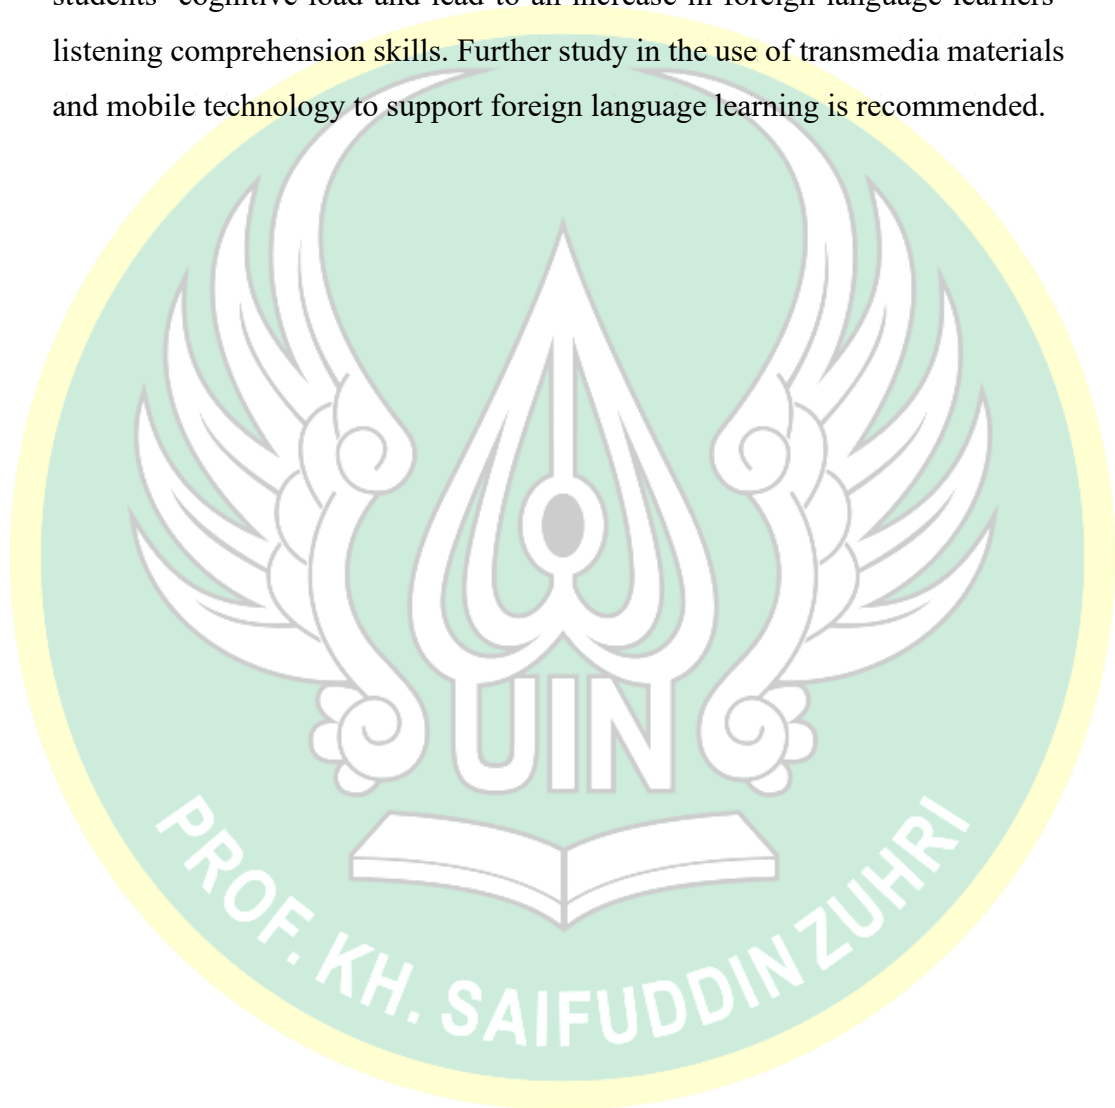 students' cognitive load and lead to an increase in foreign language learners'
listening comprehension skills. Further study in the use of transmedia materials
and mobile technology to support foreign language learning is recommended.
UIN
PROF. KH. SAIFUDDIN ZUHRI